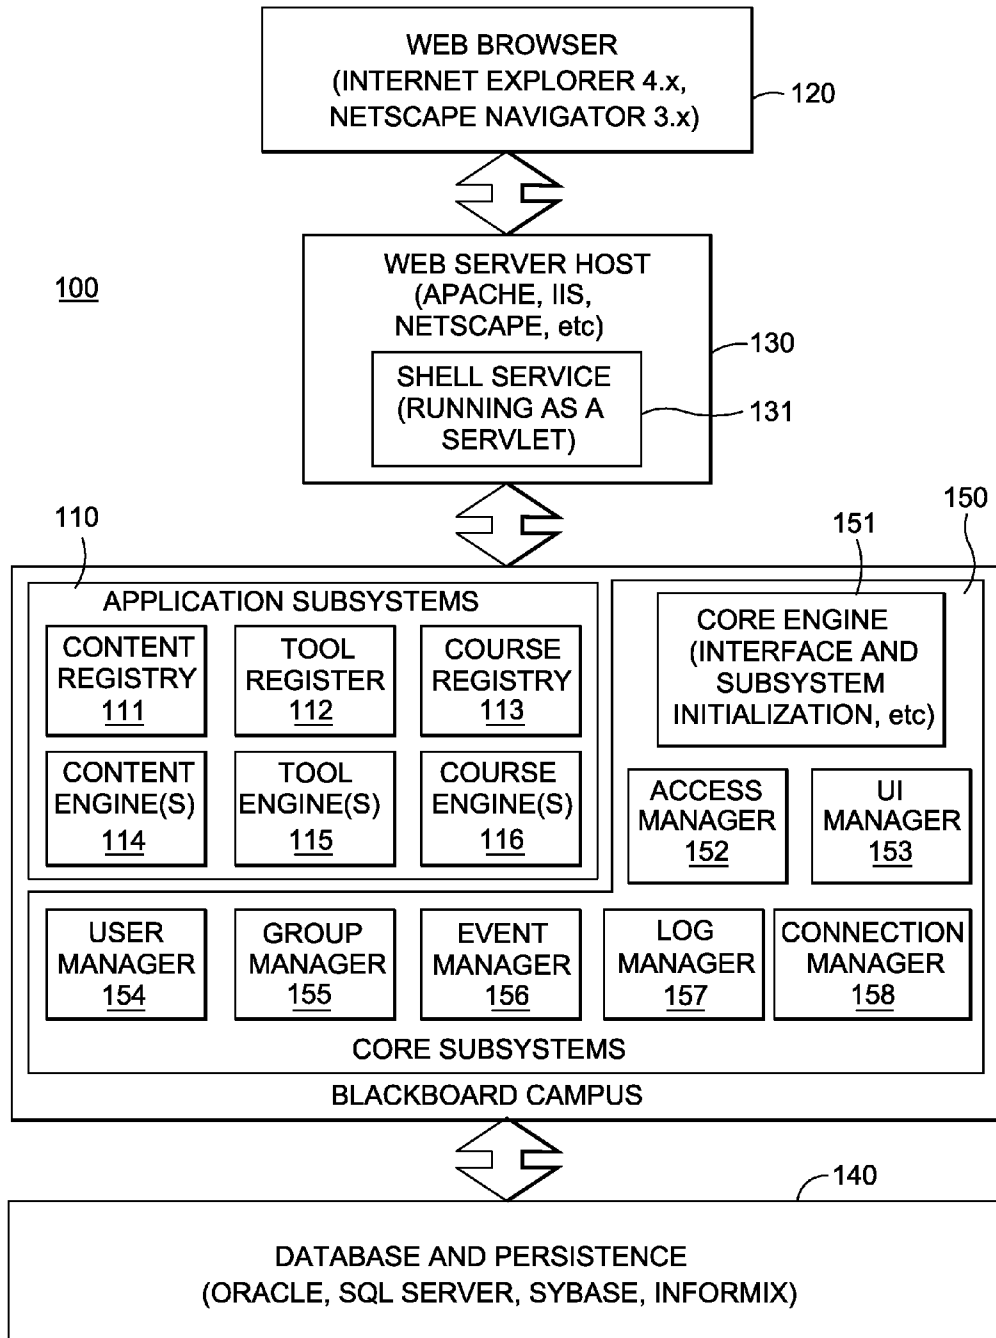 WEB BROWSER
(INTERNET EXPLORER 4.x,
NETSCAPE NAVIGATOR 3.x)
120
100
WEB SERVER HOST
(APACHE, IIS,
NETSCAPE, etc)
130
SHELL SERVICE
(RUNNING AS A
SERVLET)
131
110
150
151
APPLICATION SUBSYSTEMS
CONTENT
REGISTRY
111
TOOL
REGISTER
112
COURSE
REGISTRY
113
CONTENT
ENGINE(S)
114
TOOL
ENGINE(S)
115
COURSE
ENGINE(S)
116
CORE ENGINE
(INTERFACE AND
SUBSYSTEM
INITIALIZATION, etc)
ACCESS
MANAGER
152
UI
MANAGER
153
USER
MANAGER
154
GROUP
MANAGER
155
EVENT
MANAGER
156
LOG
MANAGER
157
CONNECTION
MANAGER
158
CORE SUBSYSTEMS
BLACKBOARD CAMPUS
140
DATABASE AND PERSISTENCE
(ORACLE, SQL SERVER, SYBASE, INFORMIX)